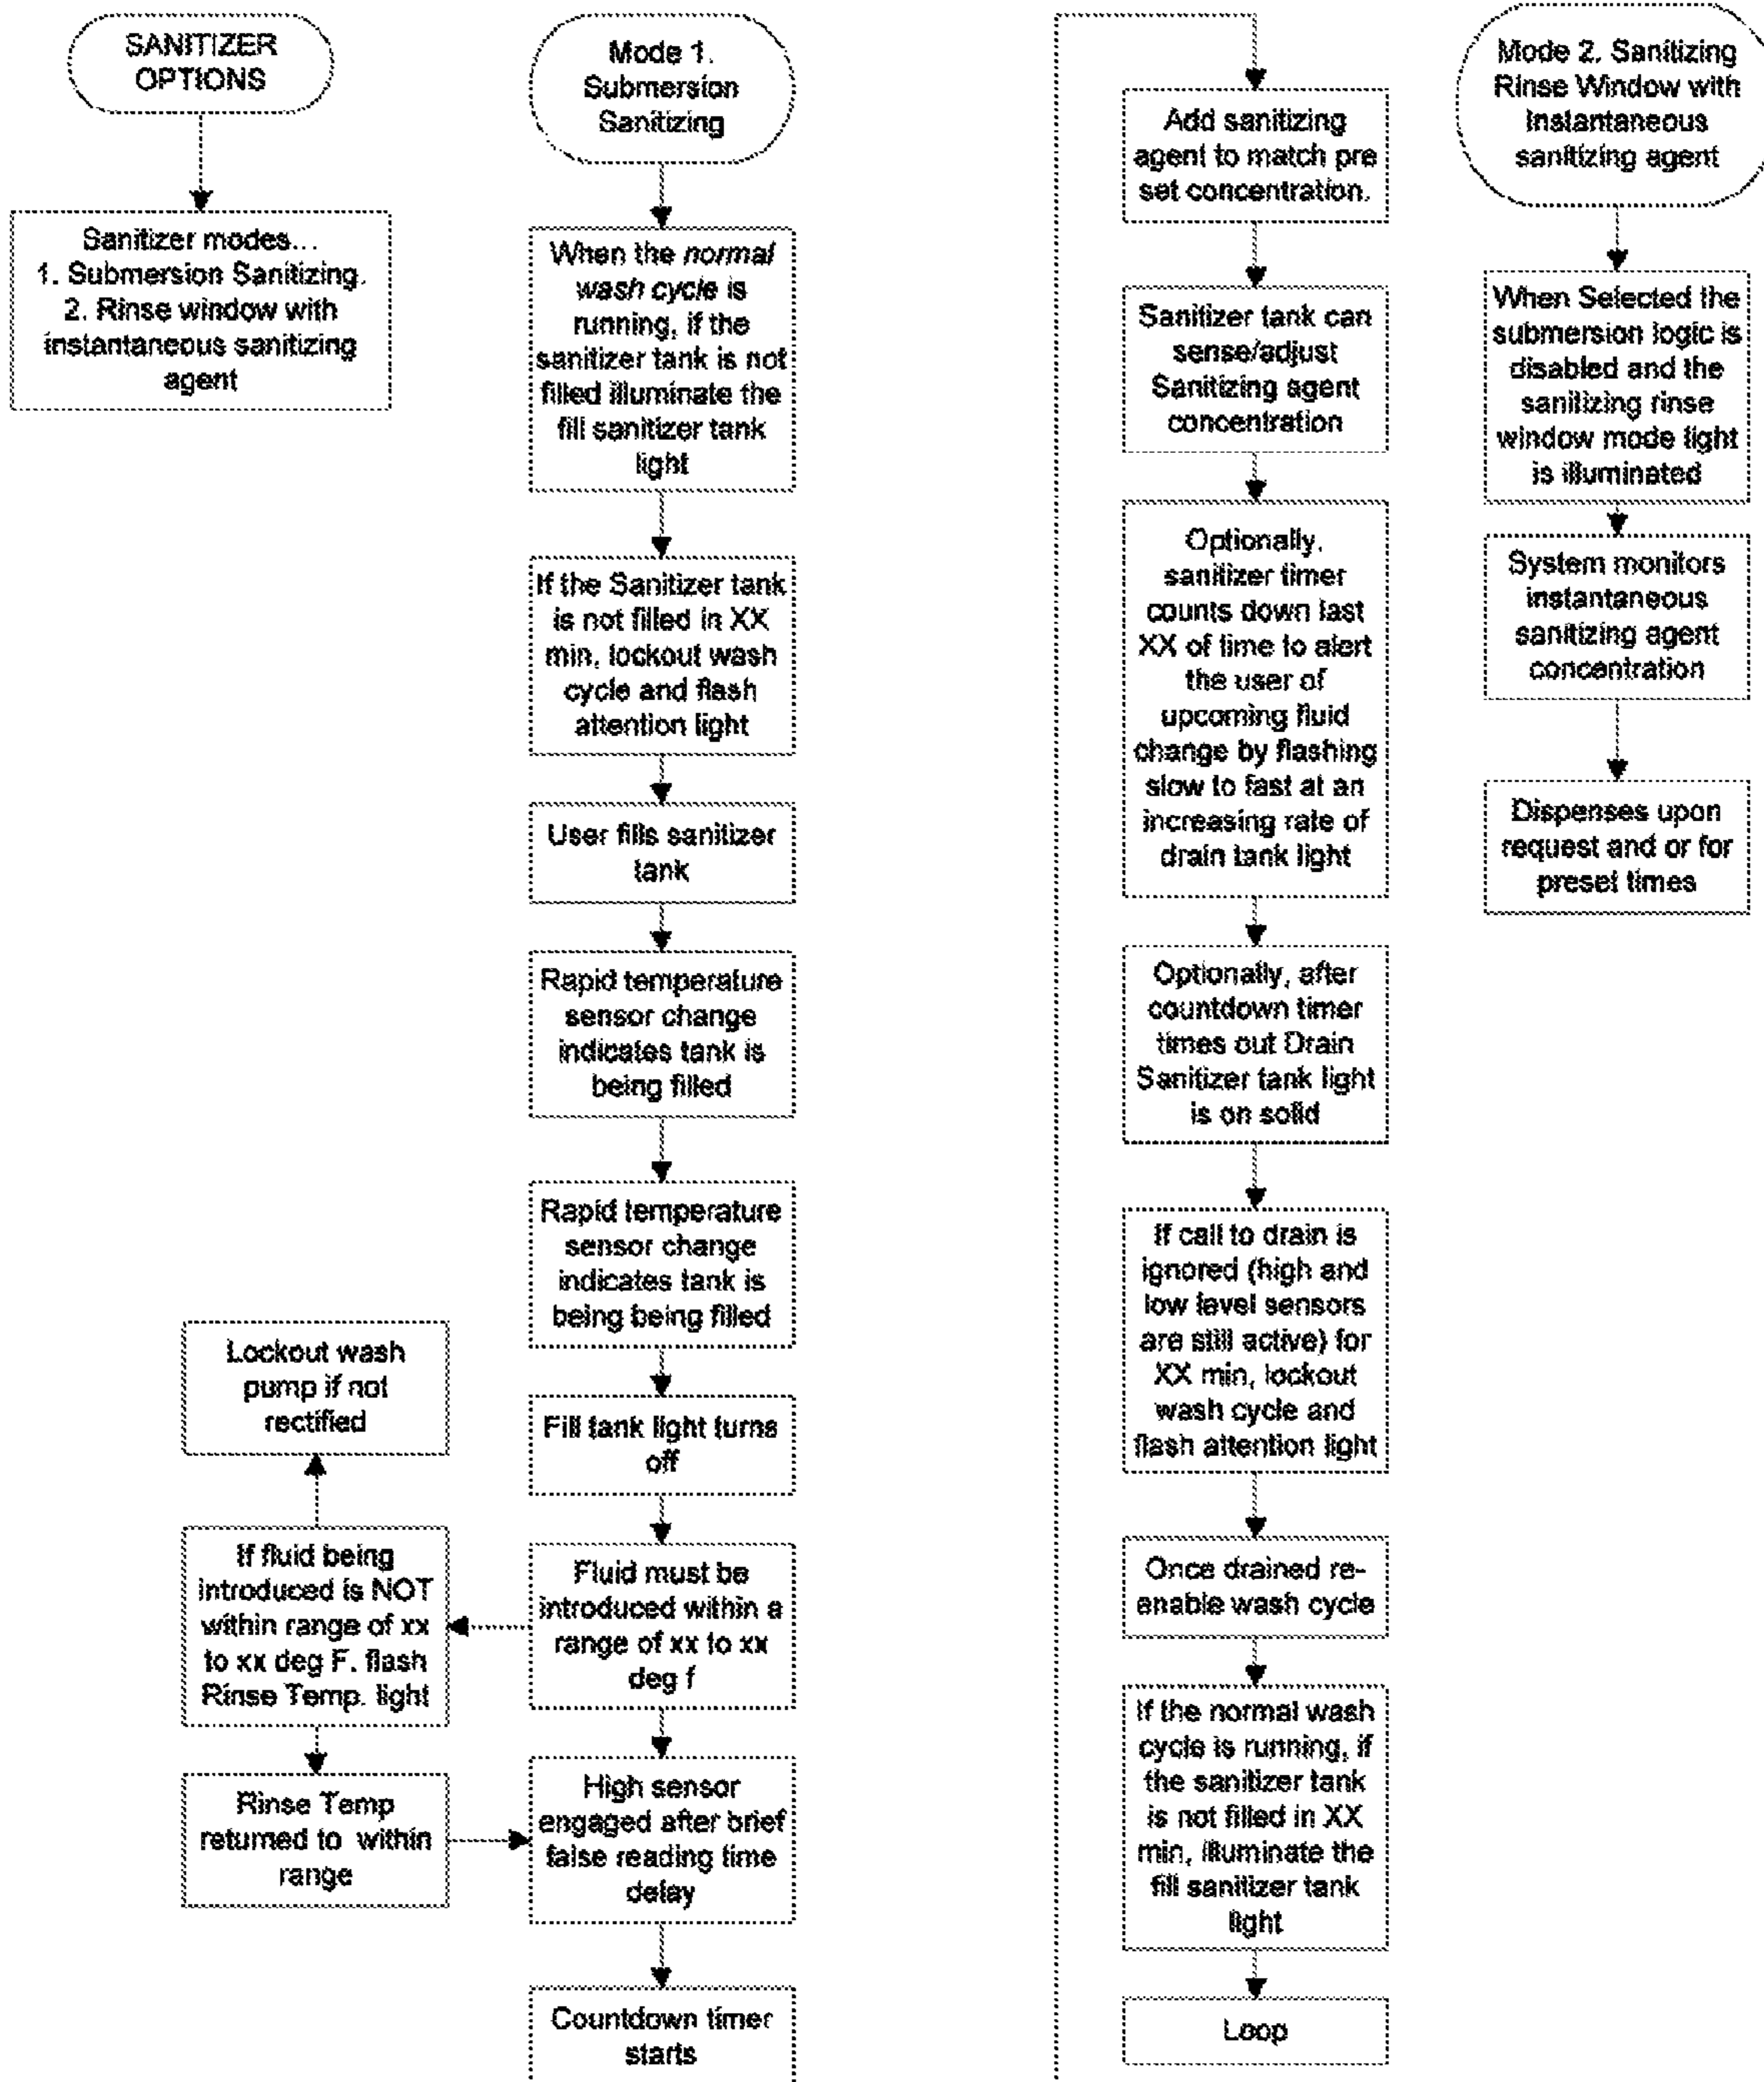 SANITIZER
OPTIONS
Sanitizer modes...
1. Submersion Sanitizing.
2. Rinse window with
instantaneous sanitizing
agent
Mode 1.
Submersion
Sanitizing
When the normal
wash cycle is
running, if the
sanitizer tank is not
filled illuminate the
fill sanitizer tank
light
If the Sanitizer tank
is not filled in XX
min, lockout wash
cycle and flash
attention light
User fills sanitizer
tank
Rapid temperature
sensor change
indicates tank is
being filled
Rapid temperature
sensor change
indicates tank is
being being filled
Fill tank light turns
off
Fluid must be
introduced within a
range of xx to xx
deg f
Lockout wash
pump if not
rectified
If fluid being
introduced is NOT
within range of xx
to xx deg F. flash
Rinse Temp. light
Rinse Temp
returned to within
range
High sensor
engaged after brief
false reading time
delay
Countdown timer
starts
Add sanitizing
agent to match pre
set concentration.
Sanitizer tank can
sense/adjust
Sanitizing agent
concentration
Optionally,
sanitizer timer
counts down last
XX of time to alert
the user of
upcoming fluid
change by flashing
slow to fast at an
increasing rate of
drain tank light
Optionally, after
countdown timer
times out Drain
Sanitizer tank light
is on solid
If call to drain is
ignored (high and
low level sensors
are still active) for
XX min, lockout
wash cycle and
flash attention light
Once drained re-
enable wash cycle
If the normal wash
cycle is running, if
the sanitizer tank
is not filled in XX
min, illuminate the
fill sanitizer tank
light
Loop
Mode 2. Sanitizing
Rinse Window with
Instantaneous
sanitizing agent
When Selected the
submersion logic is
disabled and the
sanitizing rinse
window mode light
is illuminated
System monitors
instantaneous
sanitizing agent
concentration
Dispenses upon
request and or for
preset times